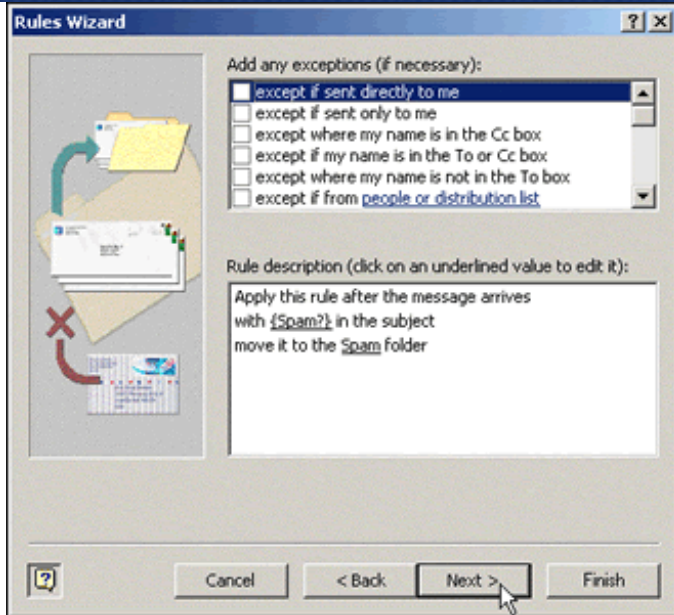 Rules Wizard
Add any exceptions (if necessary):
except if sent directly to me
except if sent only to me
except where my name is in the Cc box
except if my name is in the To or Cc box
except where my name is not in the To box
except if from people or distribution list
Rule description (click on an underlined value to edit it):
Apply this rule after the message arrives
with {Spam?} in the subject
move it to the Spam folder
Cancel
< Back
Next >
Finish